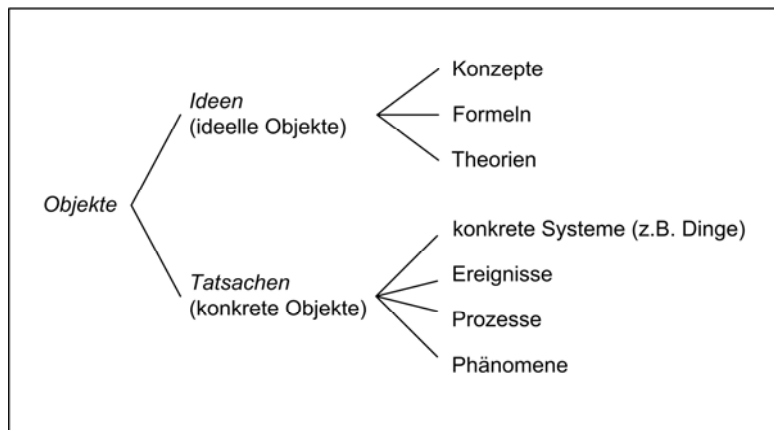 Objekte
Ideen
(ideelle Objekte)
Konzepte
Formeln
Theorien
Tatsachen
(konkrete Objekte)
konkrete Systeme (z.B. Dinge)
Ereignisse
Prozesse
Phänomene